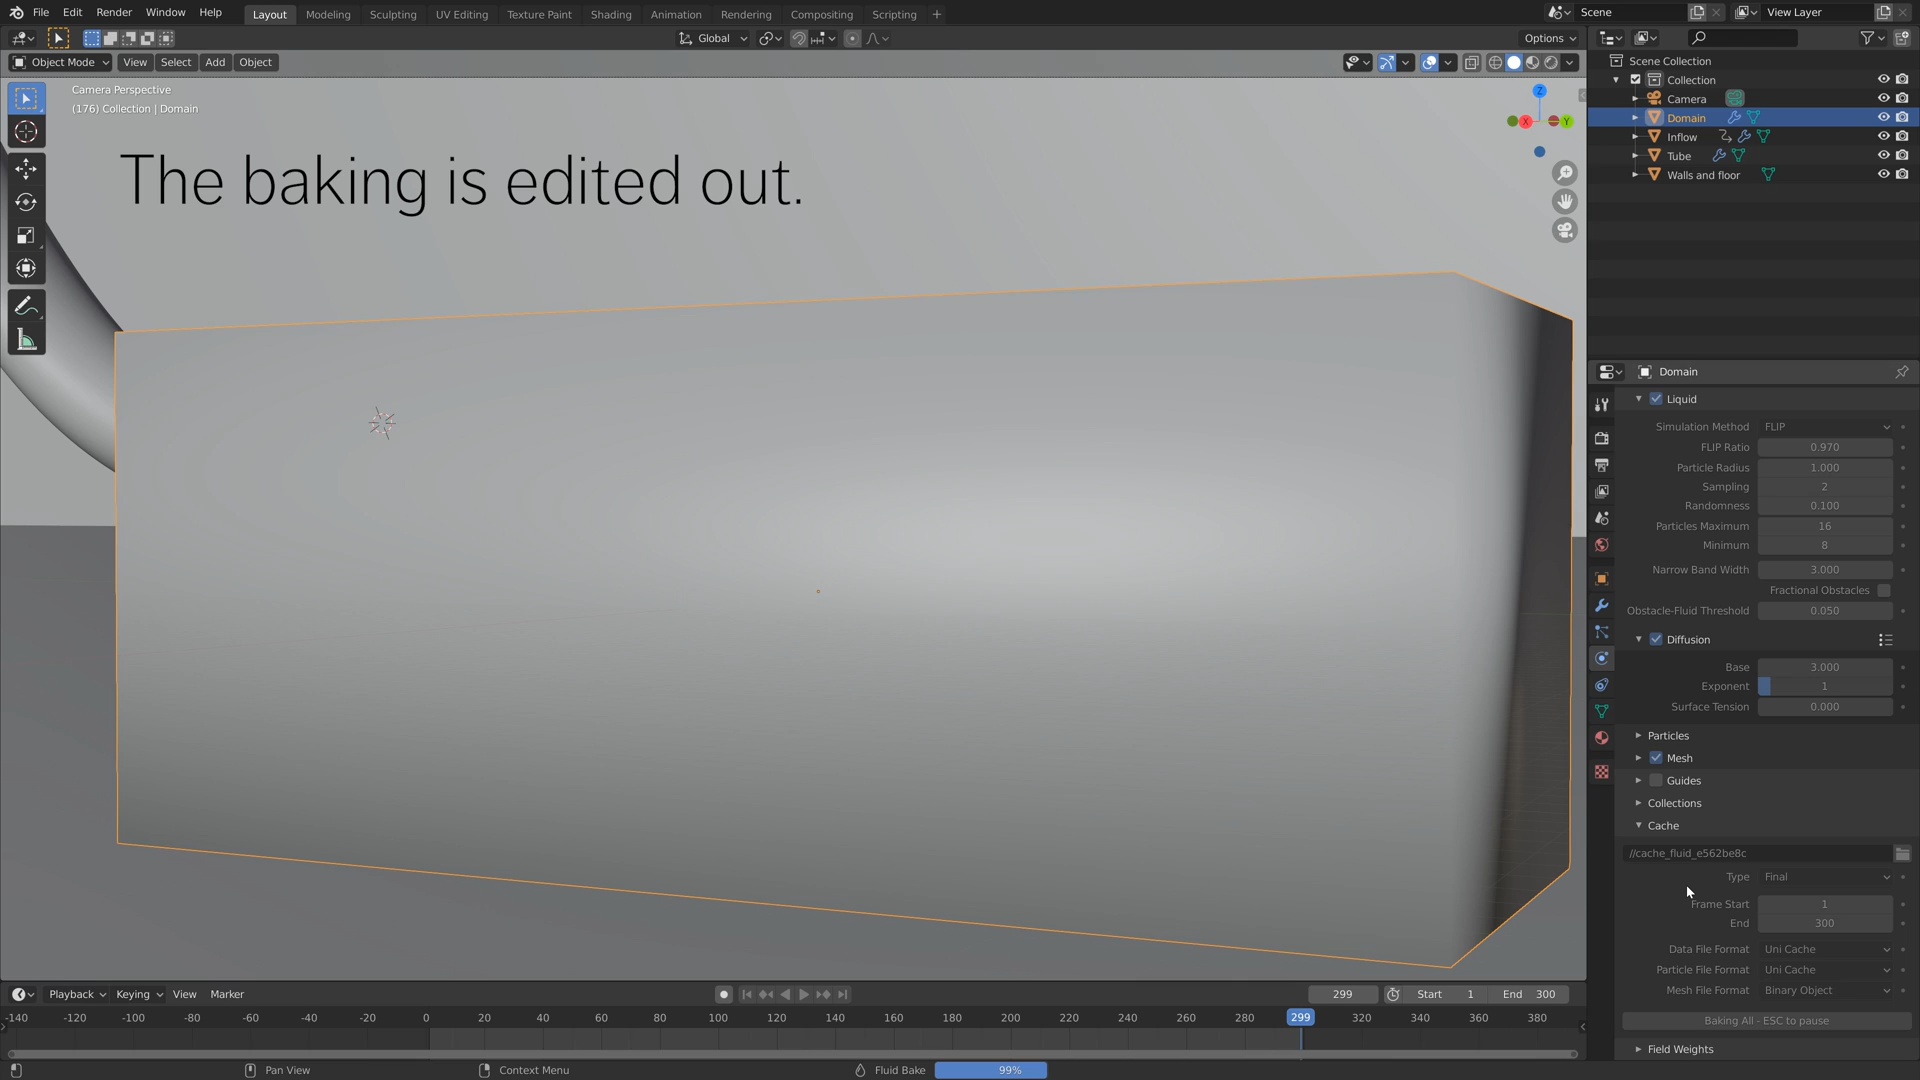 File Edit Render Window Help Layout Modeling Sculpting UV Editing Texture Paint Shading Animation Rendering Compositing Scripting + Scene View Layer
Global Options
Object Mode View Select Add Object
Camera Perspective
(176) Collection | Domain
Z
X Y
The baking is edited out.
Scene Collection
Collection
Camera
Domain
Inflow
Tube
Walls and floor
Domain
Liquid
Simulation Method FLIP
FLIP Ratio 0.970
Particle Radius 1.000
Sampling 2
Randomness 0.100
Particles Maximum 16
Minimum 8
Narrow Band Width 3.000
Fractional Obstacles
Obstacle-Fluid Threshold 0.050
Diffusion
Base 3.000
Exponent 1
Surface Tension 0.000
Particles
Mesh
Guides
Collections
Cache
//cache_fluid_e562be8c
Type Final
Frame Start 1
End 300
Data File Format Uni Cache
Particle File Format Uni Cache
Mesh File Format Binary Object
Baking All - ESC to pause
Field Weights
Playback Keying View Marker 299 Start 1 End 300
-140 -120 -100 -80 -60 -40 -20 0 20 40 60 80 100 120 140 160 180 200 220 240 260 280 299 320 340 360 380
Pan View Context Menu Fluid Bake 99%